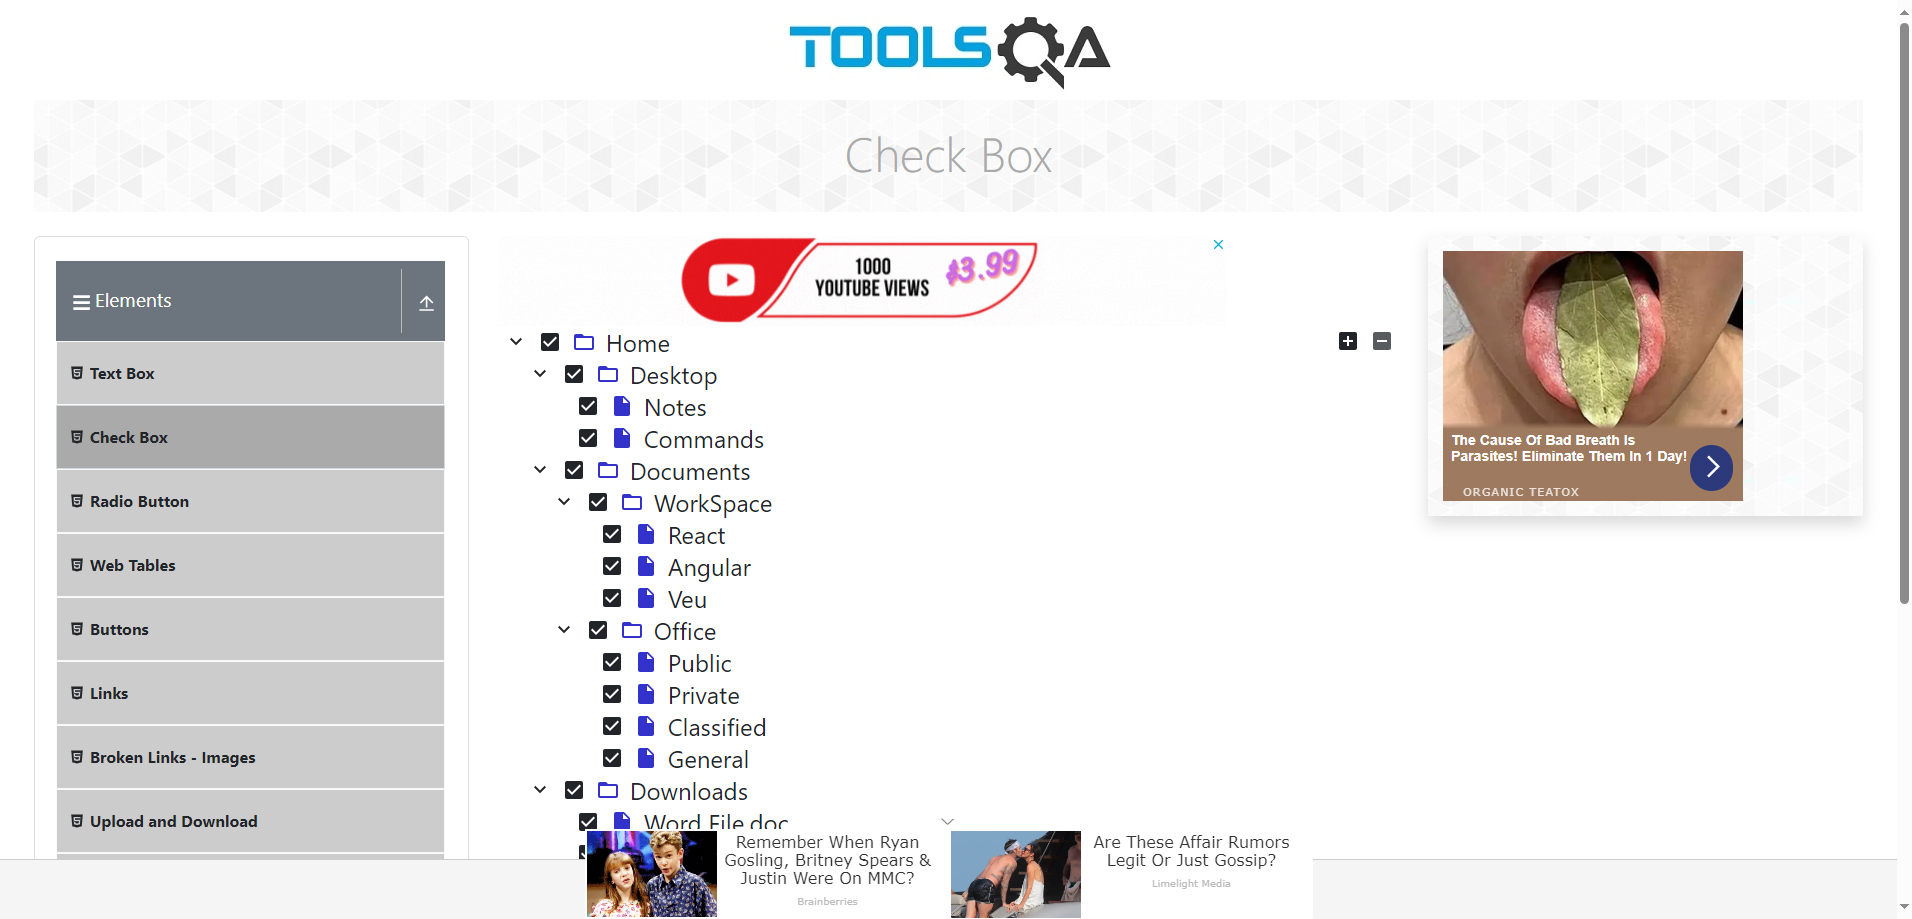 TOOLSQA
Check Box
Elements
Text Box
Check Box
Radio Button
Web Tables
Buttons
Links
Broken Links - Images
Upload and Download
1000
YOUTUBE VIEWS
$3.99
Home
Desktop
Notes
Commands
Documents
WorkSpace
React
Angular
Veu
Office
Public
Private
Classified
General
Downloads
Word File.doc
The Cause Of Bad Breath Is
Parasites! Eliminate Them In 1 Day!
ORGANIC TEATOX
Remember When Ryan
Gosling, Britney Spears &
Justin Were On MMC?
Brainberries
Are These Affair Rumors
Legit Or Just Gossip?
Limelight Media